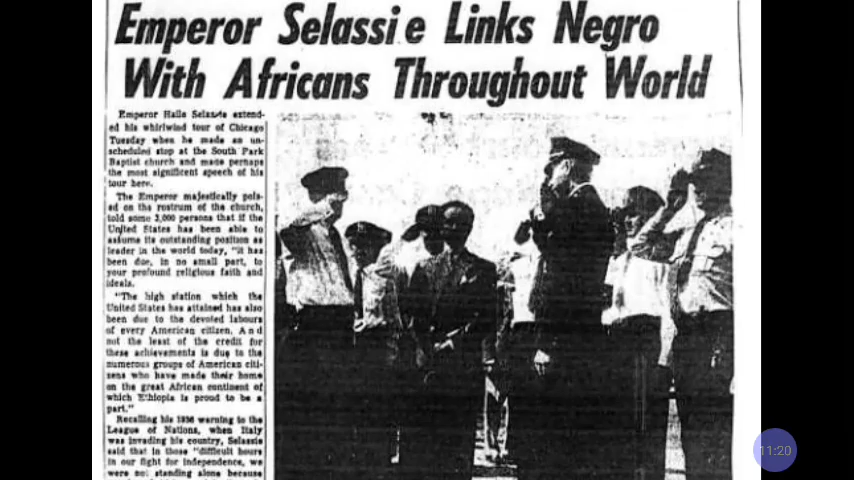 Emperor Selassie Links Negro
With Africans Throughout World
Emperor Haile Selassie extend-
ed his whirlwind tour of Chicago
Tuesday when he made an un-
scheduled stop at the South Park
Baptist church and made perhaps
the most significant speech of his
tour here.
The Emperor majestically pois-
ed on the rostrum of the church,
told some 2,000 persons that if the
United States has been able to
assume its outstanding position as
leader in the world today, "it has
been due, in no small part, to
your profound religious faith and
ideals.
"The high station which the
United States has attained has also
been due to the devoted labours
of every American citizen. And
not the least of the credit for
these achievements is due to the
numerous groups of American citi-
zens who have made their home
on the great African continent of
which Ethiopia is proud to be a
part."
Recalling his 1936 warning to the
League of Nations, when Italy
was invading his country, Selassie
said that in those "difficult hours
in our fight for independence, we
were not standing alone because
11:20